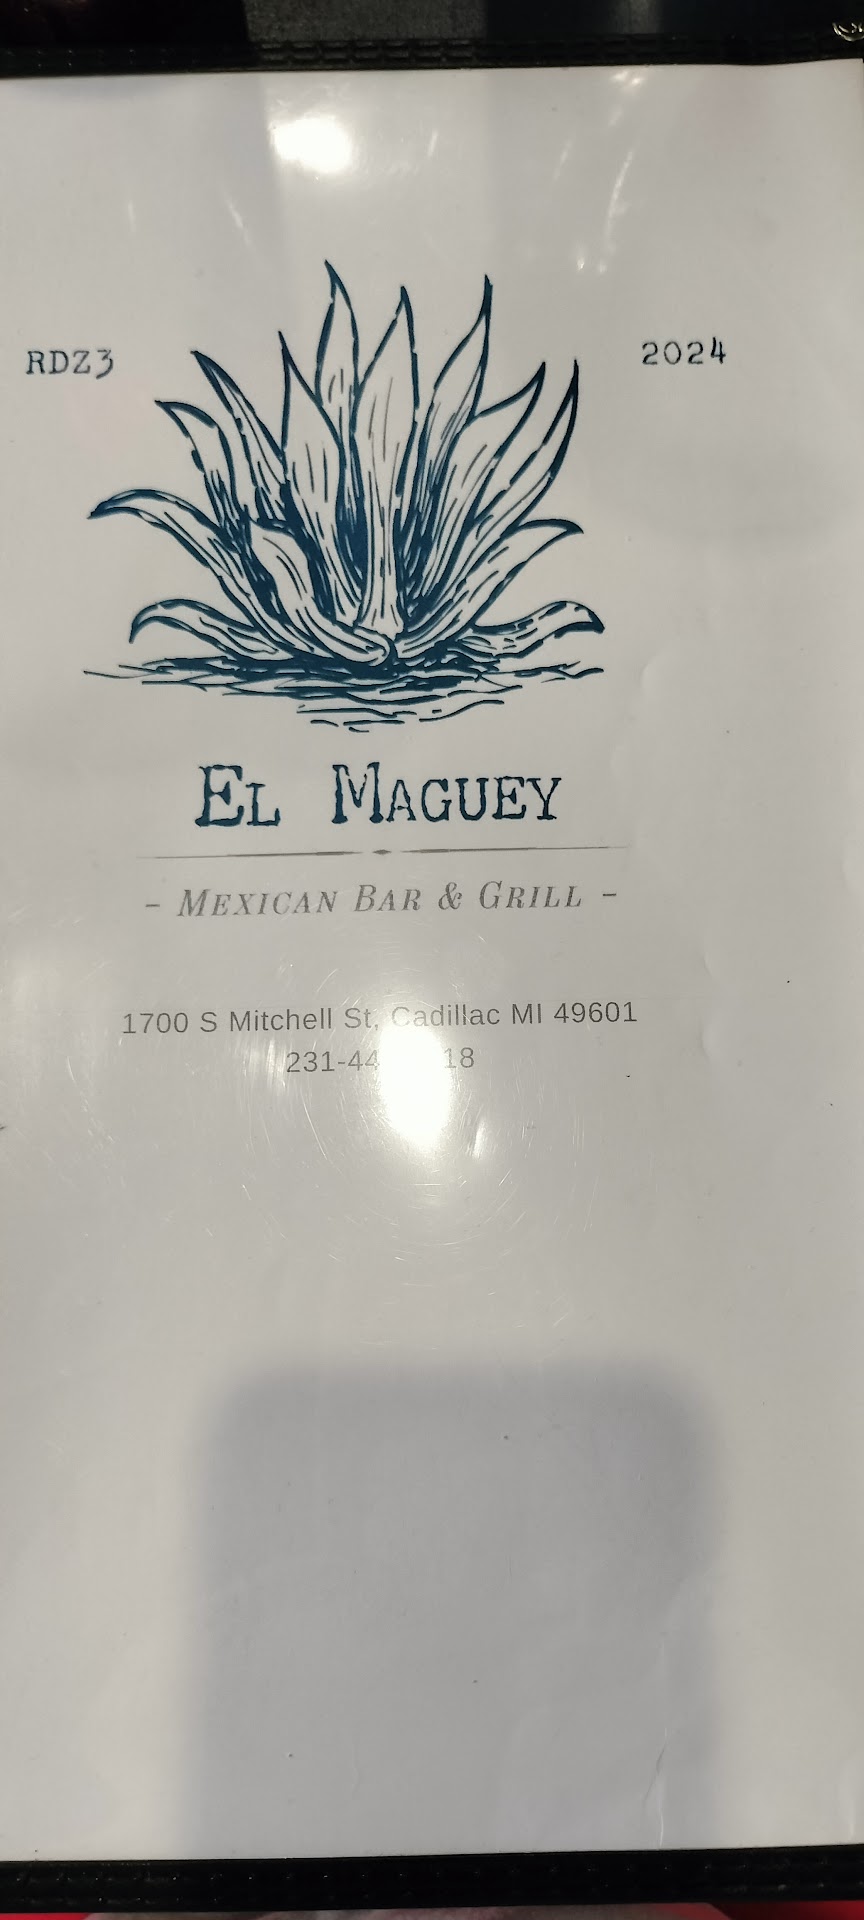 RDZ3
2024
EL MAGUEY
- MEXICAN BAR & GRILL -
1700 S Mitchell St, Cadillac MI 49601